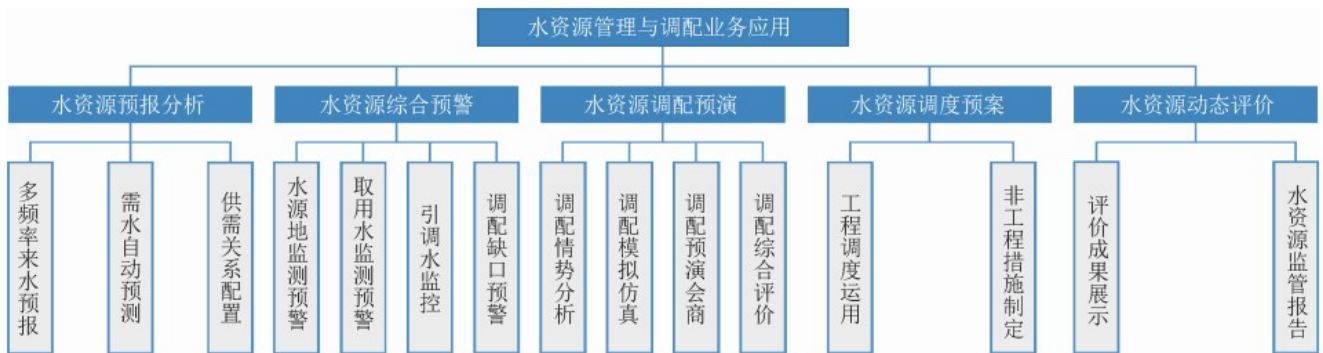 水资源管理与调配业务应用
水资源预报分析
水资源综合预警
水资源调配预演
水资源调度预案
水资源动态评价
多频率来水预报
需水自动预测
供需关系配置
水源地监测预警
取用水监测预警
引调水监控
调配缺口预警
调配情势分析
调配模拟仿真
调配预演会商
调配综合评价
工程调度运用
非工程措施制定
评价成果展示
水资源监管报告